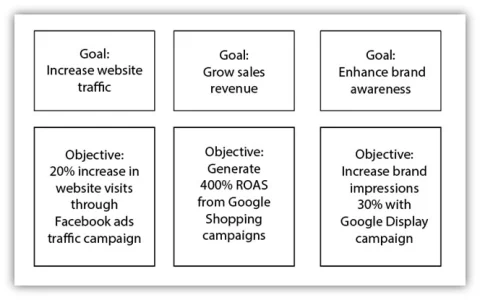 Goal:
Increase website
traffic
Goal:
Grow sales
revenue
Goal:
Enhance brand
awareness
Objective:
20% increase in
website visits
through
Facebook ads
traffic campaign
Objective:
Generate
400% ROAS
from Google
Shopping
campaigns
Objective:
Increase brand
impressions
30% with
Google Display
campaign